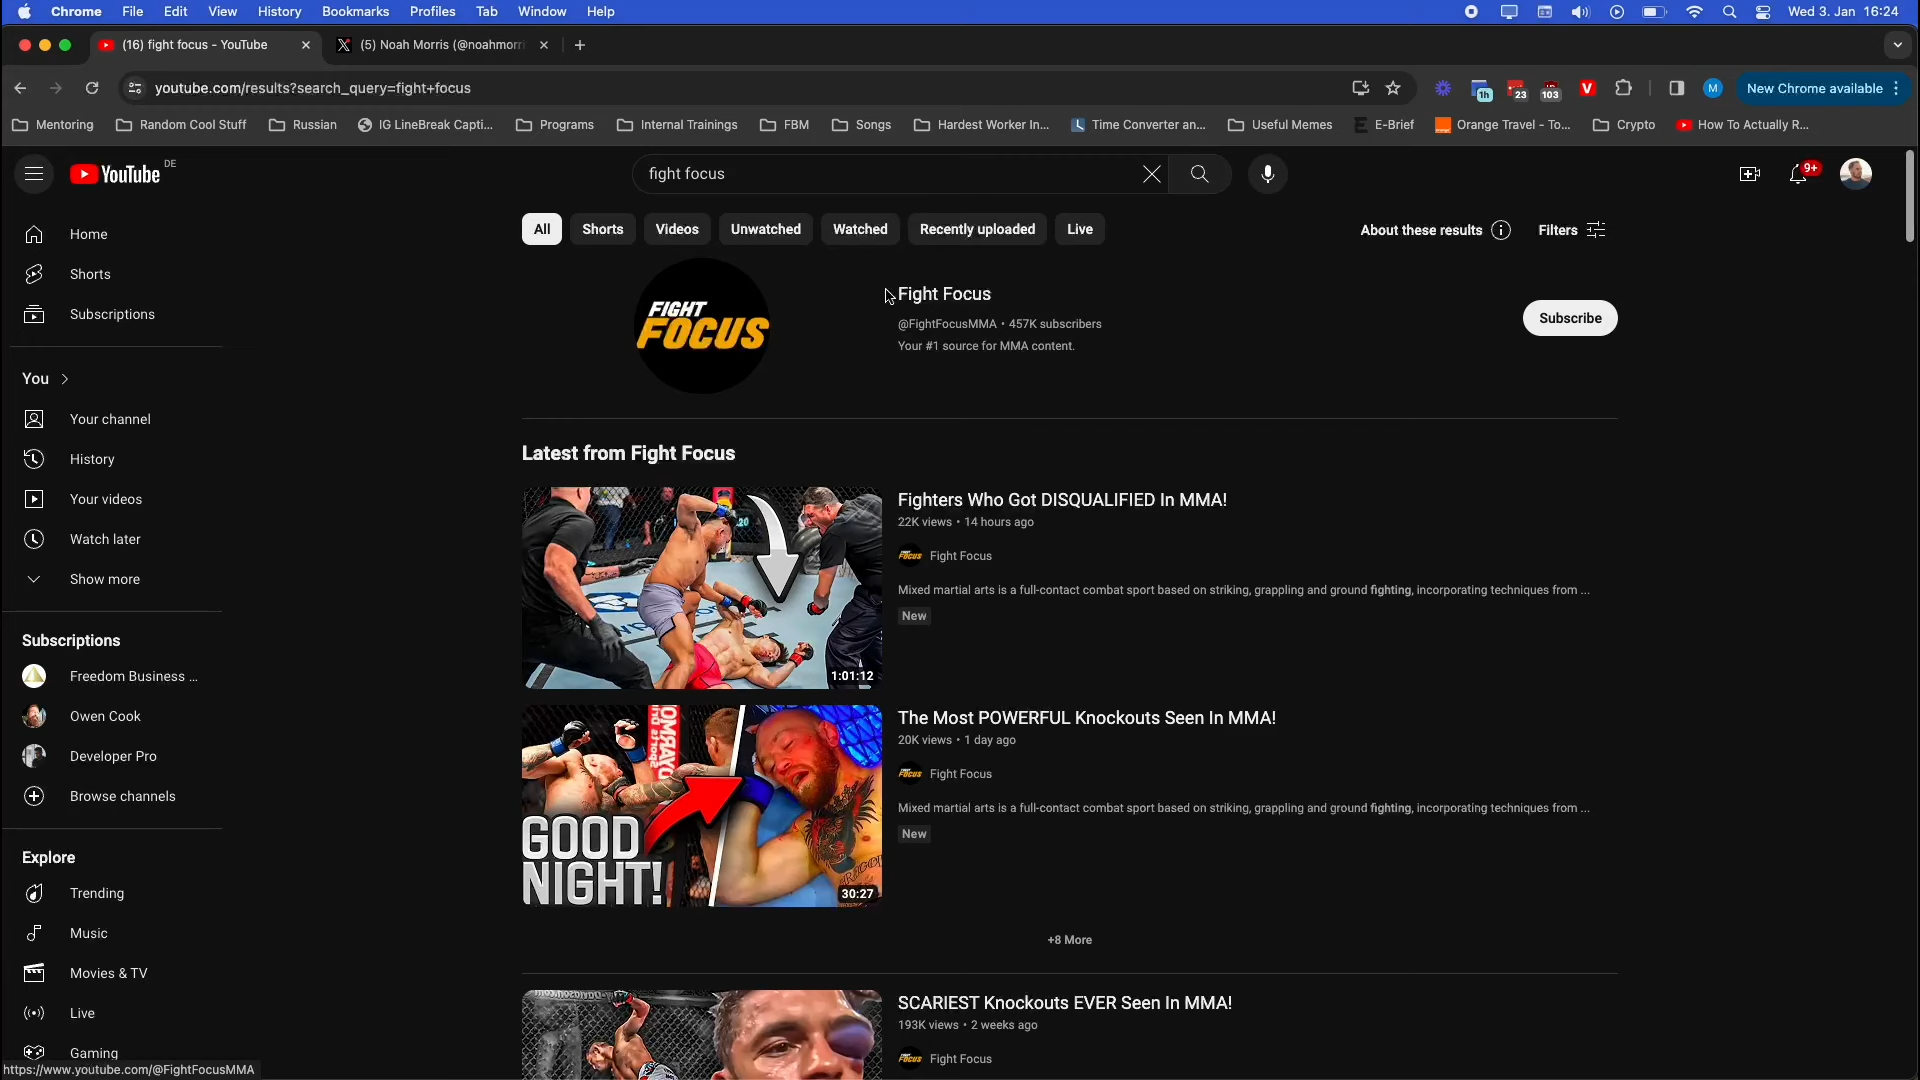 Chrome File Edit View History Bookmarks Profiles Tab Window Help Wed 3. Jan 16:24
(16) fight focus - YouTube (5) Noah Morris (@noahmorri
youtube.com/results?search_query=fight+focus 1h 23 103 V M New Chrome available
Mentoring Random Cool Stuff Russian IG LineBreak Capti... Programs Internal Trainings FBM Songs Hardest Worker In... Time Converter an... Useful Memes E-Brief Orange Travel - To... Crypto How To Actually R...
YouTube DE fight focus 9+
All Shorts Videos Unwatched Watched Recently uploaded Live About these results Filters
Home
Shorts
Subscriptions
You
Your channel
History
Your videos
Watch later
Show more
Subscriptions
Freedom Business ...
Owen Cook
Developer Pro
Browse channels
Explore
Trending
Music
Movies & TV
Live
Gaming
https://www.youtube.com/@FightFocusMMA
FIGHT
FOCUS
Fight Focus
@FightFocusMMA • 457K subscribers
Your #1 source for MMA content.
Subscribe
Latest from Fight Focus
1:01:12
Fighters Who Got DISQUALIFIED In MMA!
22K views • 14 hours ago
Fight Focus
Mixed martial arts is a full-contact combat sport based on striking, grappling and ground fighting, incorporating techniques from ...
New
GOOD
NIGHT!
30:27
The Most POWERFUL Knockouts Seen In MMA!
20K views • 1 day ago
Fight Focus
Mixed martial arts is a full-contact combat sport based on striking, grappling and ground fighting, incorporating techniques from ...
New
+8 More
SCARIEST Knockouts EVER Seen In MMA!
193K views • 2 weeks ago
Fight Focus